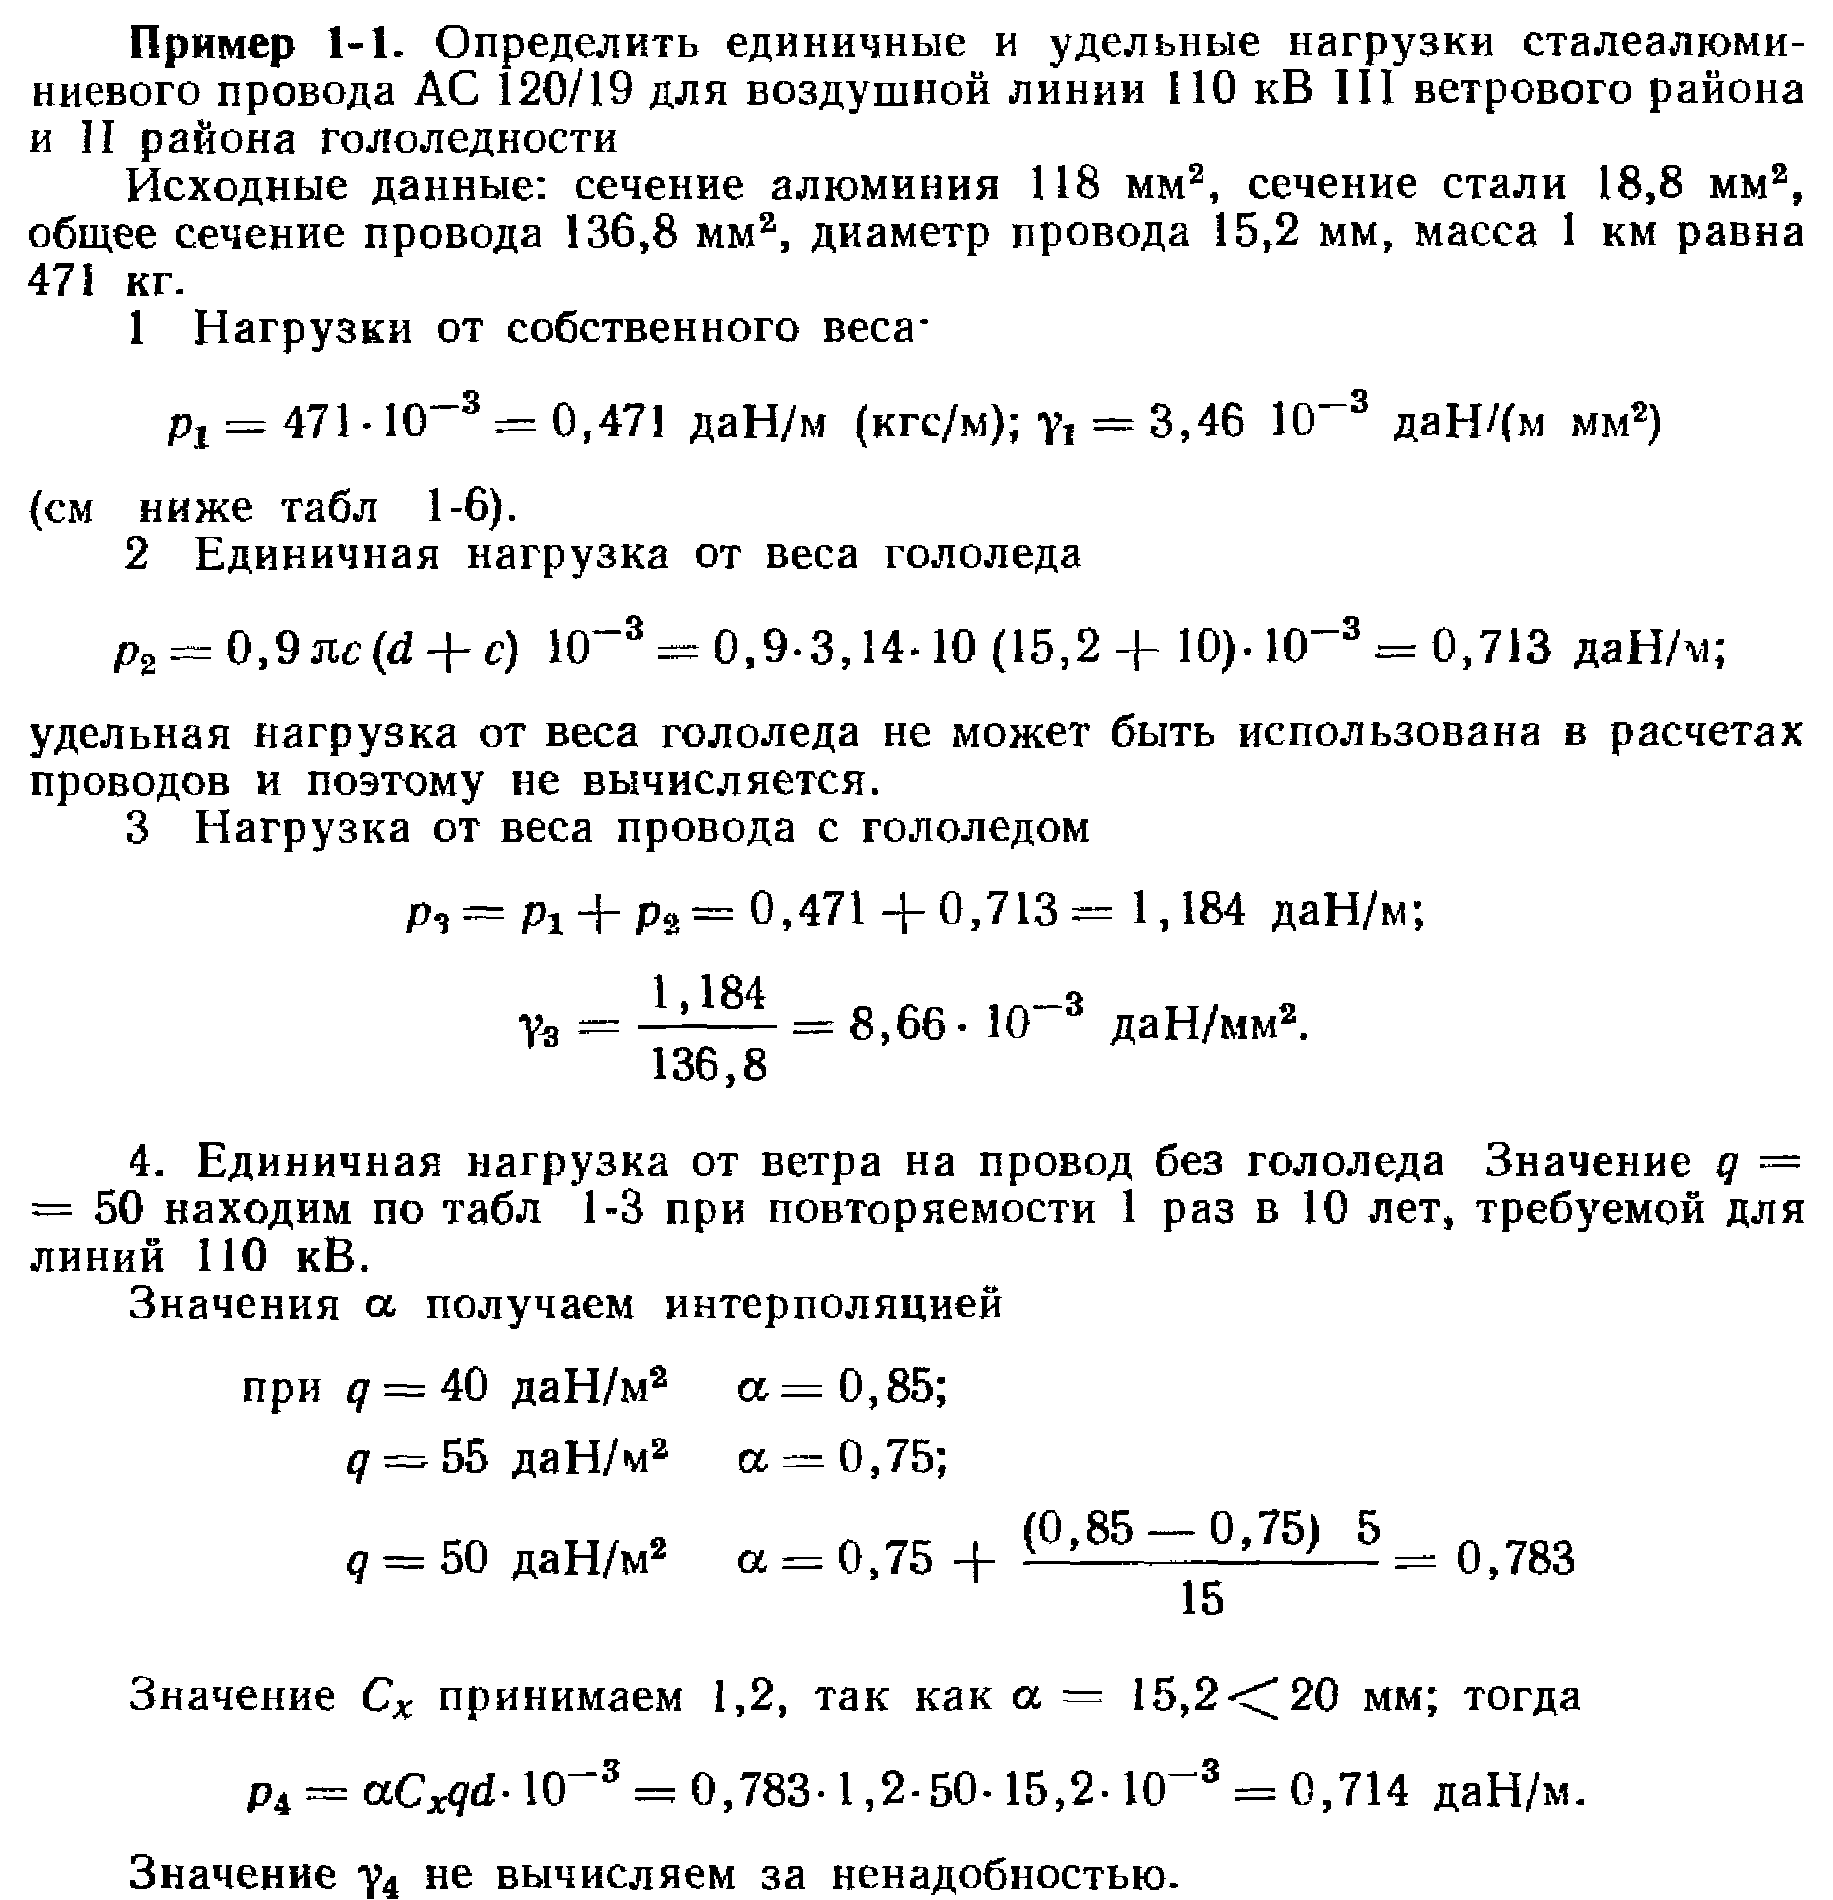 Пример 1-1. Определить единичные и удельные нагрузки сталеалюми-
ниевого провода АС 120/19 для воздушной линии 110 кВ III ветрового района
и II района гололедности
Исходные данные: сечение алюминия 118 мм², сечение стали 18,8 мм²,
общее сечение провода 136,8 мм², диаметр провода 15,2 мм, масса 1 км равна
471 кг.
1 Нагрузки от собственного веса·
p₁ = 471·10⁻³ = 0,471 даН/м (кгс/м); γ₁ = 3,46 10⁻³ даН/(м мм²)
(см ниже табл 1-6).
2 Единичная нагрузка от веса гололеда
p₂ = 0,9 πc (d + c) 10⁻³ = 0,9·3,14·10 (15,2 + 10)·10⁻³ = 0,713 даН/м;
удельная нагрузка от веса гололеда не может быть использована в расчетах
проводов и поэтому не вычисляется.
3 Нагрузка от веса провода с гололедом
p₃ = p₁ + p₂ = 0,471 + 0,713 = 1,184 даН/м;
γ₃ = 1,184 / 136,8 = 8,66 · 10⁻³ даН/мм².
4. Единичная нагрузка от ветра на провод без гололеда Значение q =
= 50 находим по табл 1-3 при повторяемости 1 раз в 10 лет, требуемой для
линий 110 кВ.
Значения α получаем интерполяцией
при q = 40 даН/м² α = 0,85;
q = 55 даН/м² α = 0,75;
q = 50 даН/м² α = 0,75 + (0,85 — 0,75) 5 / 15 = 0,783
Значение Cₓ принимаем 1,2, так как α = 15,2 < 20 мм; тогда
p₄ = αCₓqd·10⁻³ = 0,783·1,2·50·15,2·10⁻³ = 0,714 даН/м.
Значение γ₄ не вычисляем за ненадобностью.